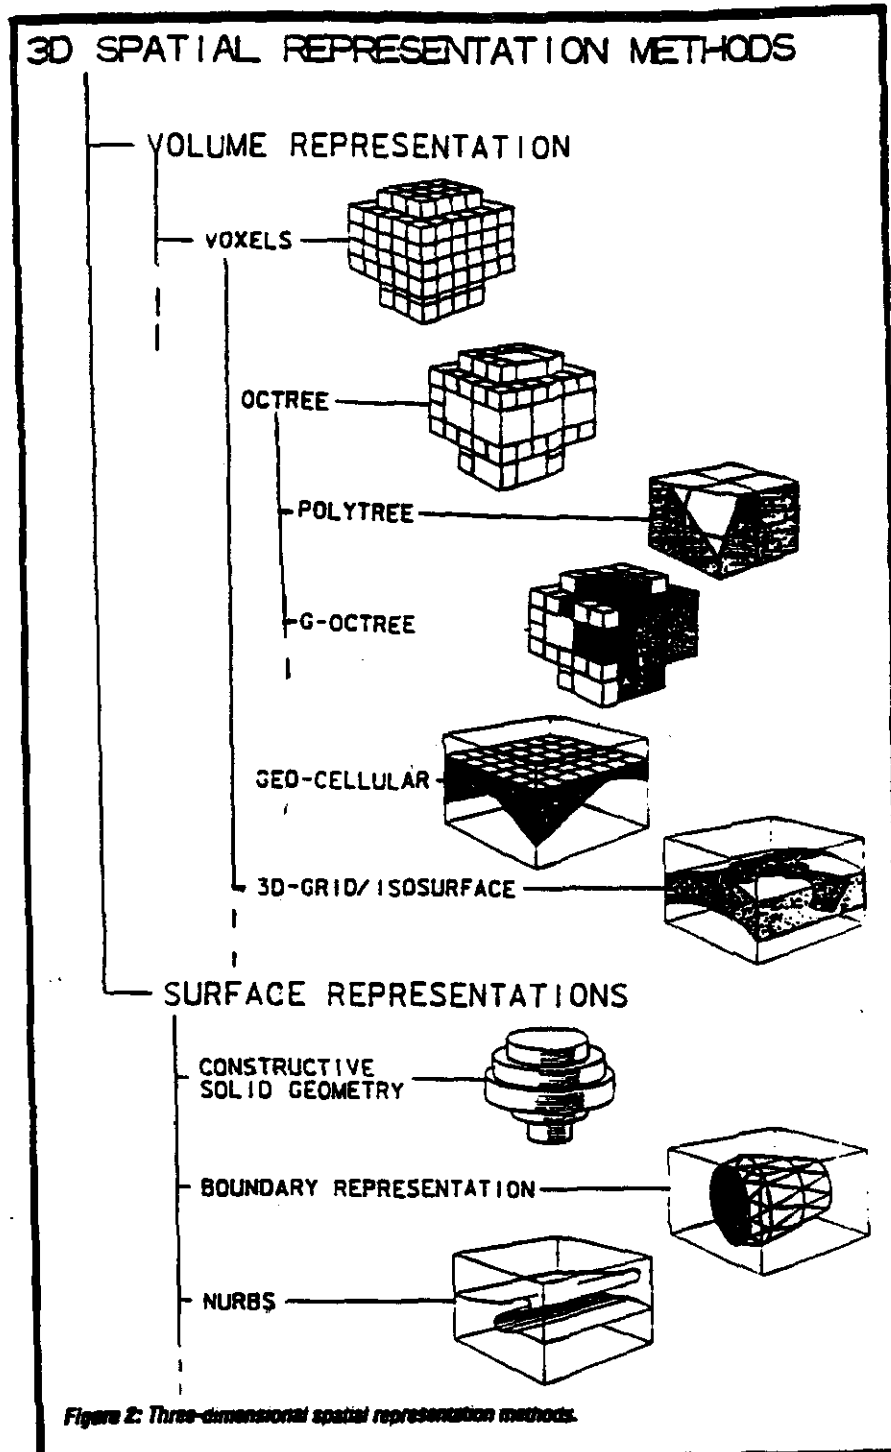 3D SPATIAL REPRESENTATION METHODS
VOLUME REPRESENTATION
VOXELS
OCTREE
POLYTREE
G-OCTREE
GEO-CELLULAR
3D-GRID/ISOSURFACE
SURFACE REPRESENTATIONS
CONSTRUCTIVE
SOLID GEOMETRY
BOUNDARY REPRESENTATION
NURBS
Figure 2: Three-dimensional spatial representation methods.